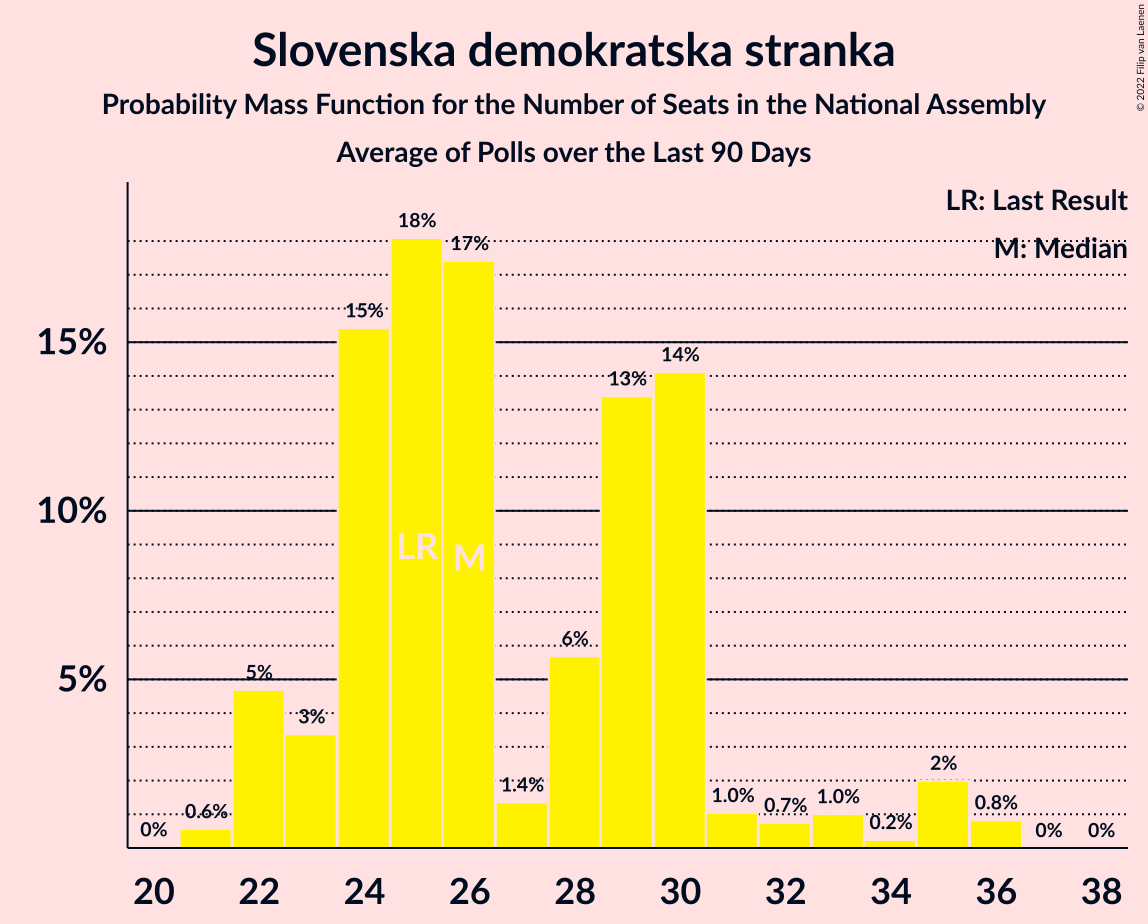 Slovenska demokratska stranka
Probability Mass Function for the Number of Seats in the National Assembly
Average of Polls over the Last 90 Days
© 2022 Filip van Laenen
LR: Last Result
M: Median
15%
10%
5%
0%
0.6%
5%
3%
15%
18%
17%
1.4%
6%
13%
14%
1.0%
0.7%
1.0%
0.2%
2%
0.8%
0%
0%
LR
M
20 22 24 26 28 30 32 34 36 38